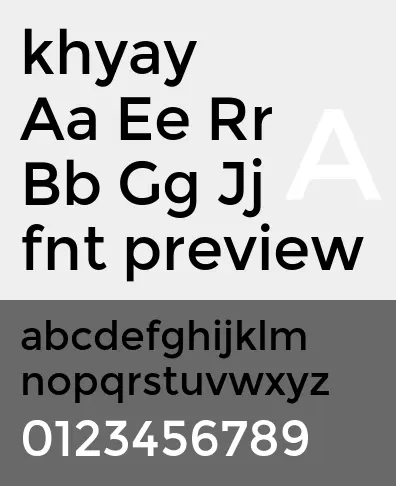 khyay
Aa Ee Rr
A
Bb Gg Jj
fnt preview
abcdefghijklm
nopqrstuvwxyz
0123456789